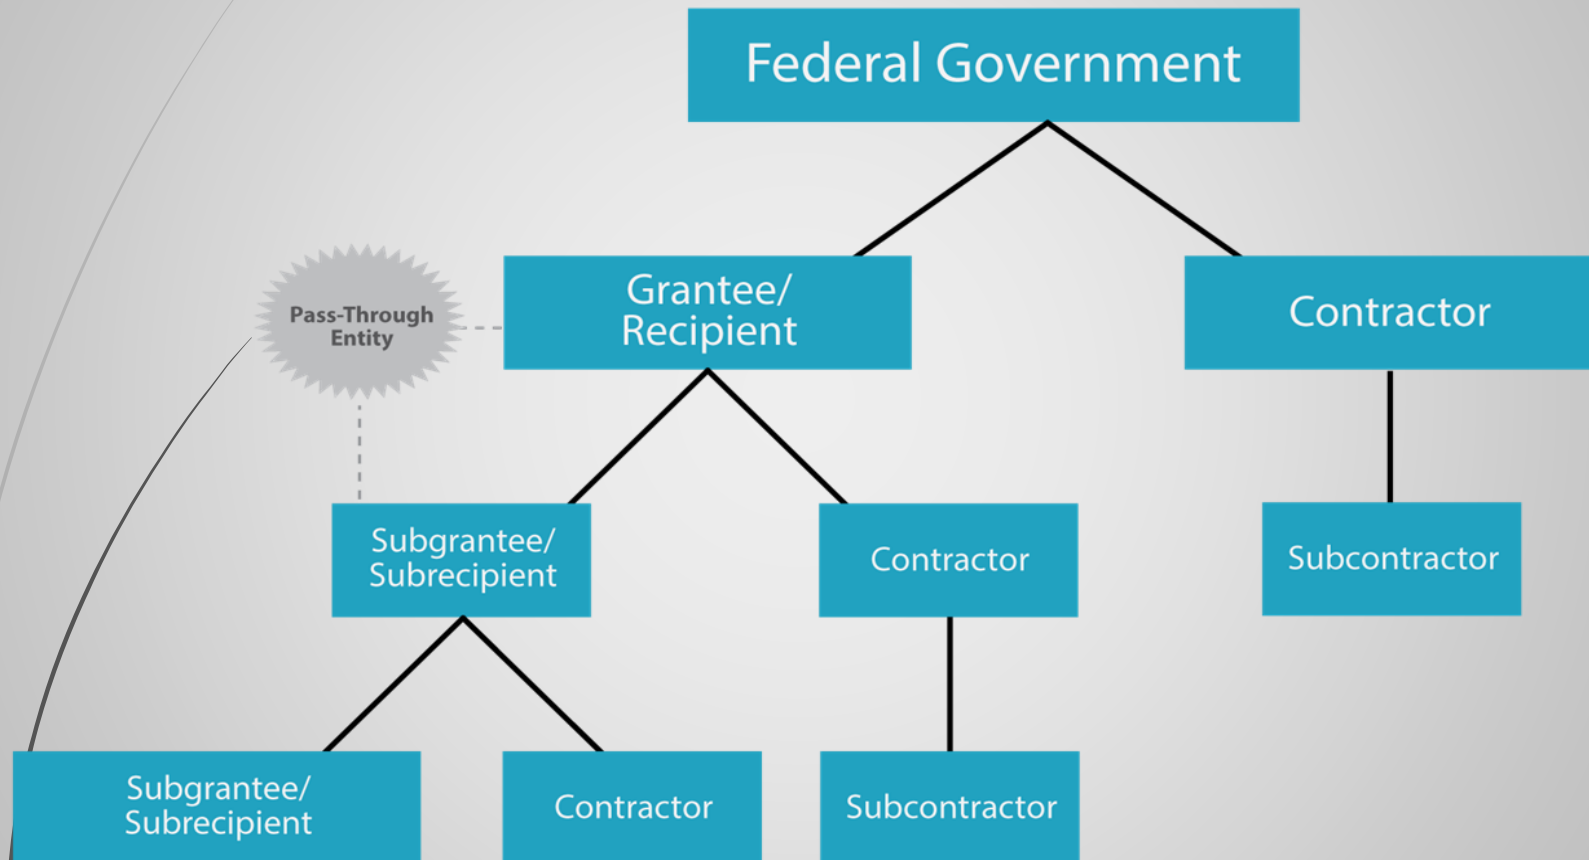 Federal Government
Grantee/
Recipient
Contractor
Pass-Through
Entity
Subgrantee/
Subrecipient
Contractor
Subcontractor
Subgrantee/
Subrecipient
Contractor
Subcontractor